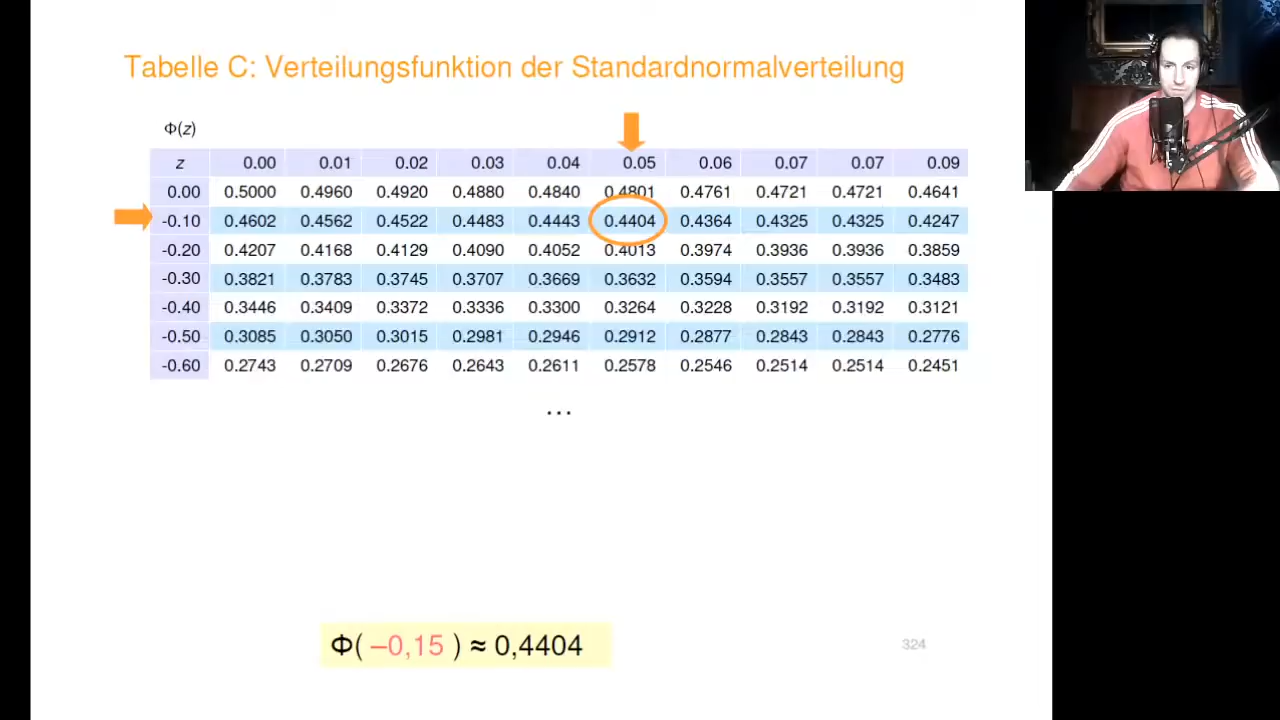 Tabelle C: Verteilungsfunktion der Standardnormalverteilung
Φ(z)
z 0.00 0.01 0.02 0.03 0.04 0.05 0.06 0.07 0.07 0.09
0.00 0.5000 0.4960 0.4920 0.4880 0.4840 0.4801 0.4761 0.4721 0.4721 0.4641
-0.10 0.4602 0.4562 0.4522 0.4483 0.4443 0.4404 0.4364 0.4325 0.4325 0.4247
-0.20 0.4207 0.4168 0.4129 0.4090 0.4052 0.4013 0.3974 0.3936 0.3936 0.3859
-0.30 0.3821 0.3783 0.3745 0.3707 0.3669 0.3632 0.3594 0.3557 0.3557 0.3483
-0.40 0.3446 0.3409 0.3372 0.3336 0.3300 0.3264 0.3228 0.3192 0.3192 0.3121
-0.50 0.3085 0.3050 0.3015 0.2981 0.2946 0.2912 0.2877 0.2843 0.2843 0.2776
-0.60 0.2743 0.2709 0.2676 0.2643 0.2611 0.2578 0.2546 0.2514 0.2514 0.2451
...
Φ( –0,15 ) ≈ 0,4404
324